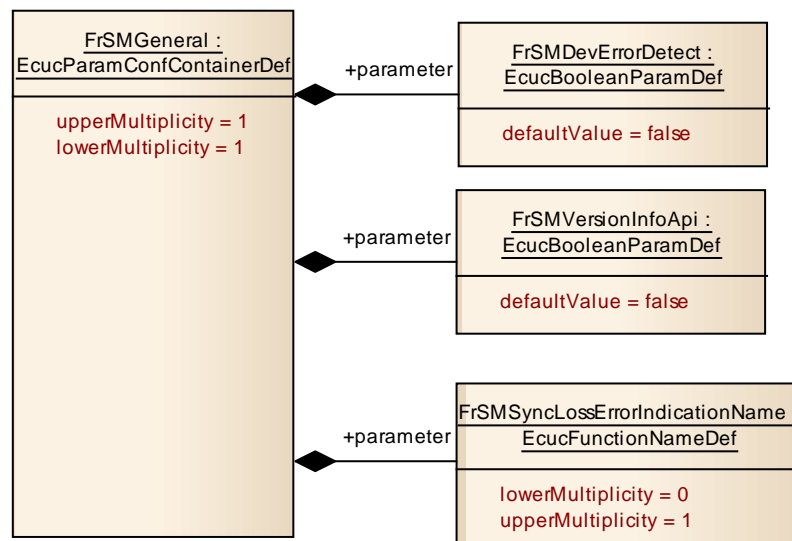 FrSMGeneral :
EcucParamConfContainerDef
upperMultiplicity = 1
lowerMultiplicity = 1
+parameter
FrSMDevErrorDetect :
EcucBooleanParamDef
defaultValue = false
+parameter
FrSMVersionInfoApi :
EcucBooleanParamDef
defaultValue = false
+parameter
FrSMSyncLossErrorIndicationName
EcucFunctionNameDef
lowerMultiplicity = 0
upperMultiplicity = 1